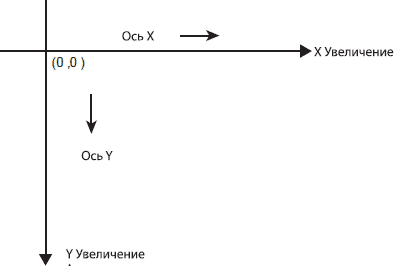 Ось X
X Увеличение
(0 ,0 )
Ось Y
Y Увеличение